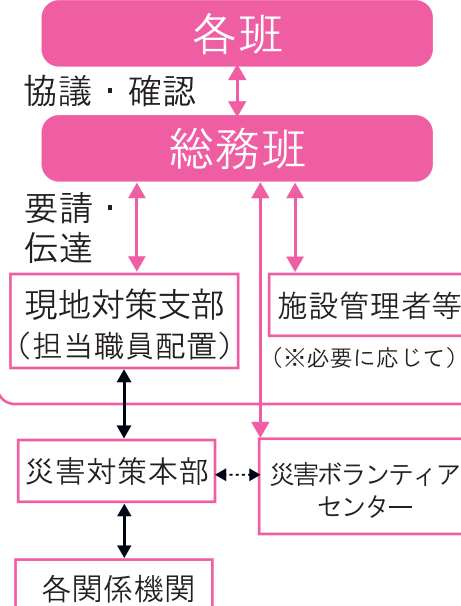 各班
協議・確認
総務班
要請・
伝達
現地対策支部
（担当職員配置）
施設管理者等
（※必要に応じて）
災害対策本部
災害ボランティア
センター
各関係機関